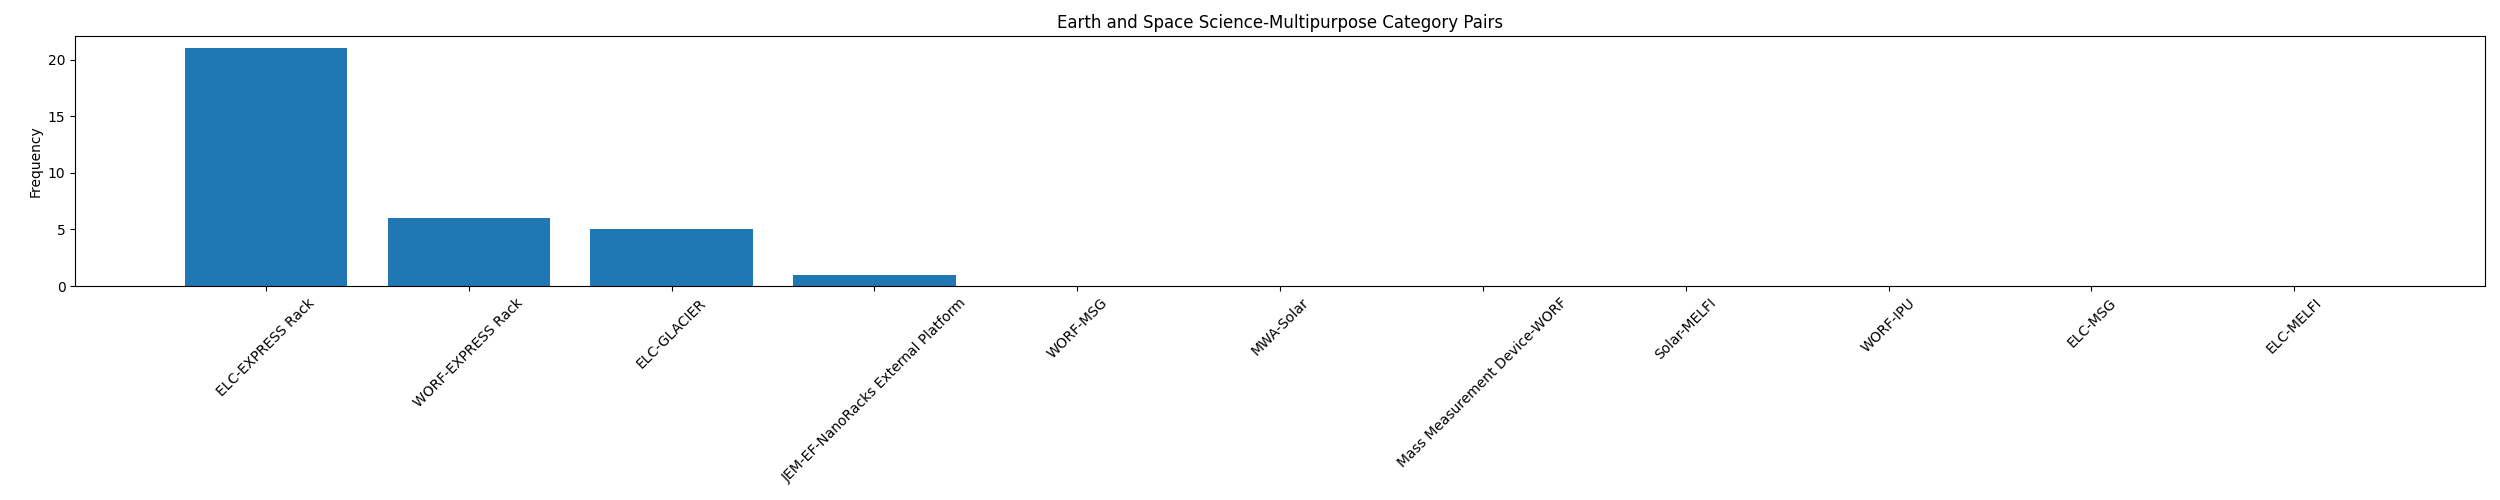 Earth and Space Science-Multipurpose Category Pairs
Frequency
20
15
10
5
0
ELC-EXPRESS Rack
WORF-EXPRESS Rack
ELC-GLACIER
JEM-EF-NanoRacks External Platform
WORF-MSG
MWA-Solar
Mass Measurement Device-WORF
Solar-MELFI
WORF-IPU
ELC-MSG
ELC-MELFI